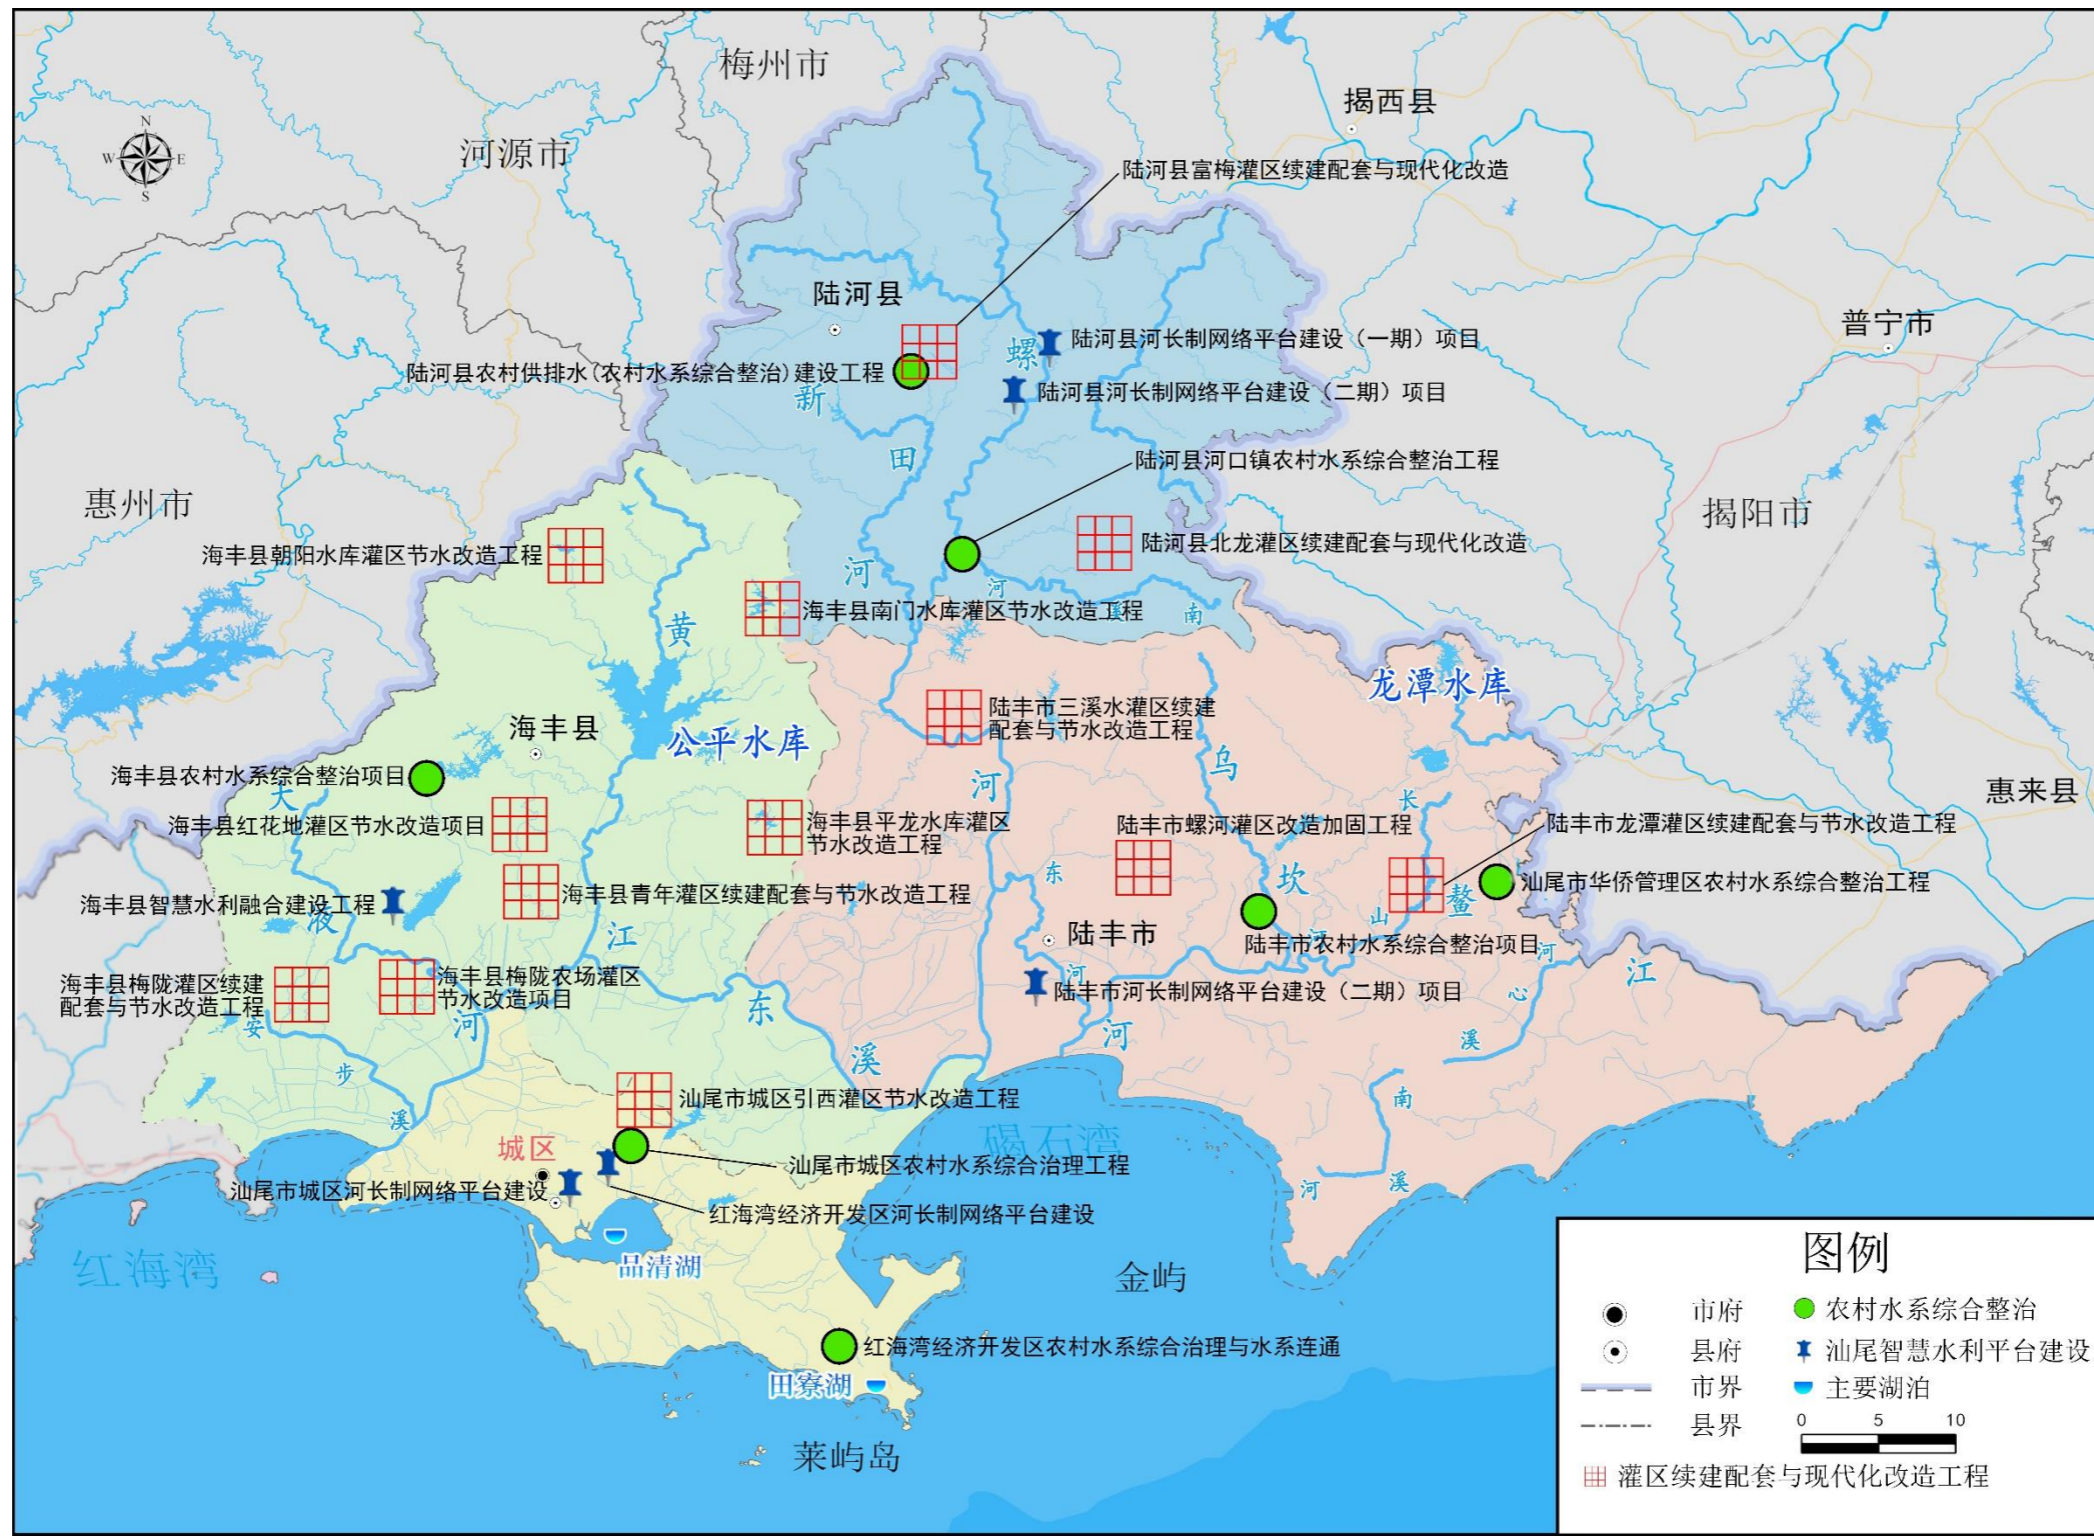 梅州市
揭西县
N
W E
S
河源市
陆河县富梅灌区续建配套与现代化改造
陆河县
普宁市
螺
陆河县河长制网络平台建设（一期）项目
陆河县农村供排水(农村水系综合整治)建设工程
陆河县河长制网络平台建设（二期）项目
新
田
陆河县河口镇农村水系综合整治工程
惠州市
揭阳市
海丰县朝阳水库灌区节水改造工程
陆河县北龙灌区续建配套与现代化改造
河
河
溪
南
海丰县南门水库灌区节水改造工程
黄
龙潭水库
陆丰市三溪水灌区续建
配套与节水改造工程
海丰县
公平水库
乌
河
海丰县农村水系综合整治项目
惠来县
大
长
海丰县红花地灌区节水改造项目
海丰县平龙水库灌区
节水改造工程
陆丰市螺河灌区改造加固工程
陆丰市龙潭灌区续建配套与节水改造工程
东
坎
汕尾市华侨管理区农村水系综合整治工程
海丰县青年灌区续建配套与节水改造工程
海丰县智慧水利融合建设工程
液
山
鳌
江
陆丰市
河
陆丰市农村水系综合整治项目
河
海丰县梅陇灌区续建
配套与节水改造工程
海丰县梅陇农场灌区
节水改造项目
河
江
陆丰市河长制网络平台建设（二期）项目
心
安
河
东
河
溪
步
溪
汕尾市城区引西灌区节水改造工程
南
溪
碣石湾
城区
汕尾市城区农村水系综合治理工程
汕尾市城区河长制网络平台建设
河
溪
红海湾经济开发区河长制网络平台建设
红海湾
品清湖
金屿
红海湾经济开发区农村水系综合治理与水系连通
田寮湖
莱屿岛
图例
市府
农村水系综合整治
县府
汕尾智慧水利平台建设
市界
主要湖泊
县界
0 5 10
灌区续建配套与现代化改造工程